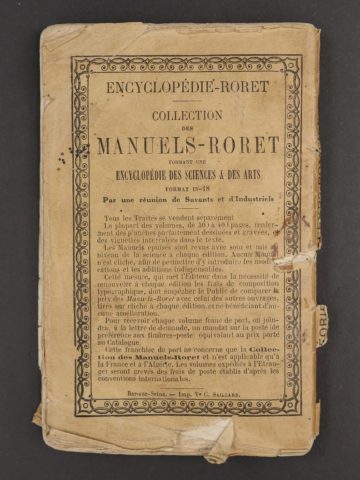 ENCYCLOPÉDIE-RORET
COLLECTION
DES
MANUELS-RORET
FORMANT UNE
ENCYCLOPÉDIE DES SCIENCES & DES ARTS
FORMAT IN-18
Par une réunion de Savants et d'Industriels
Tous les Traités se vendent séparément
La plupart des volumes, de 300 à 400 pages, renfer-
ment des planches parfaitement dessinées et gravées, et
des vignettes intercalées dans le texte.
Les Manuels épuisés sont revus avec soin et mis au
niveau de la science à chaque édition. Aucun Manuel
n'est cliché, afin de permettre d'y introduire les modifi-
cations et les additions indispensables.
Cette mesure, qui met l'Editeur dans la nécessité de
renouveler à chaque édition les frais de composition
typographique, doit empêcher le Public de comparer le
prix des Manuels-Roret avec celui des autres ouvrages,
tirés sur cliché à chaque édition, et ne bénéficiant d'au-
cune amélioration.
Pour recevoir chaque volume franc de port, on join-
dra, à la lettre de demande, un mandat sur la poste (de
préférence aux timbres-poste) équivalant au prix porté
au Catalogue.
Cette franchise de port ne concerne que la Collec-
tion des Manuels-Roret et n'est applicable qu'à
la France et à l'Algérie. Les volumes expédiés à l'Etran-
ger seront grevés des frais de poste établis d'après les
conventions internationales.
BAR-SUR-SEINE. — IMP. Ve C. SAILLARD.